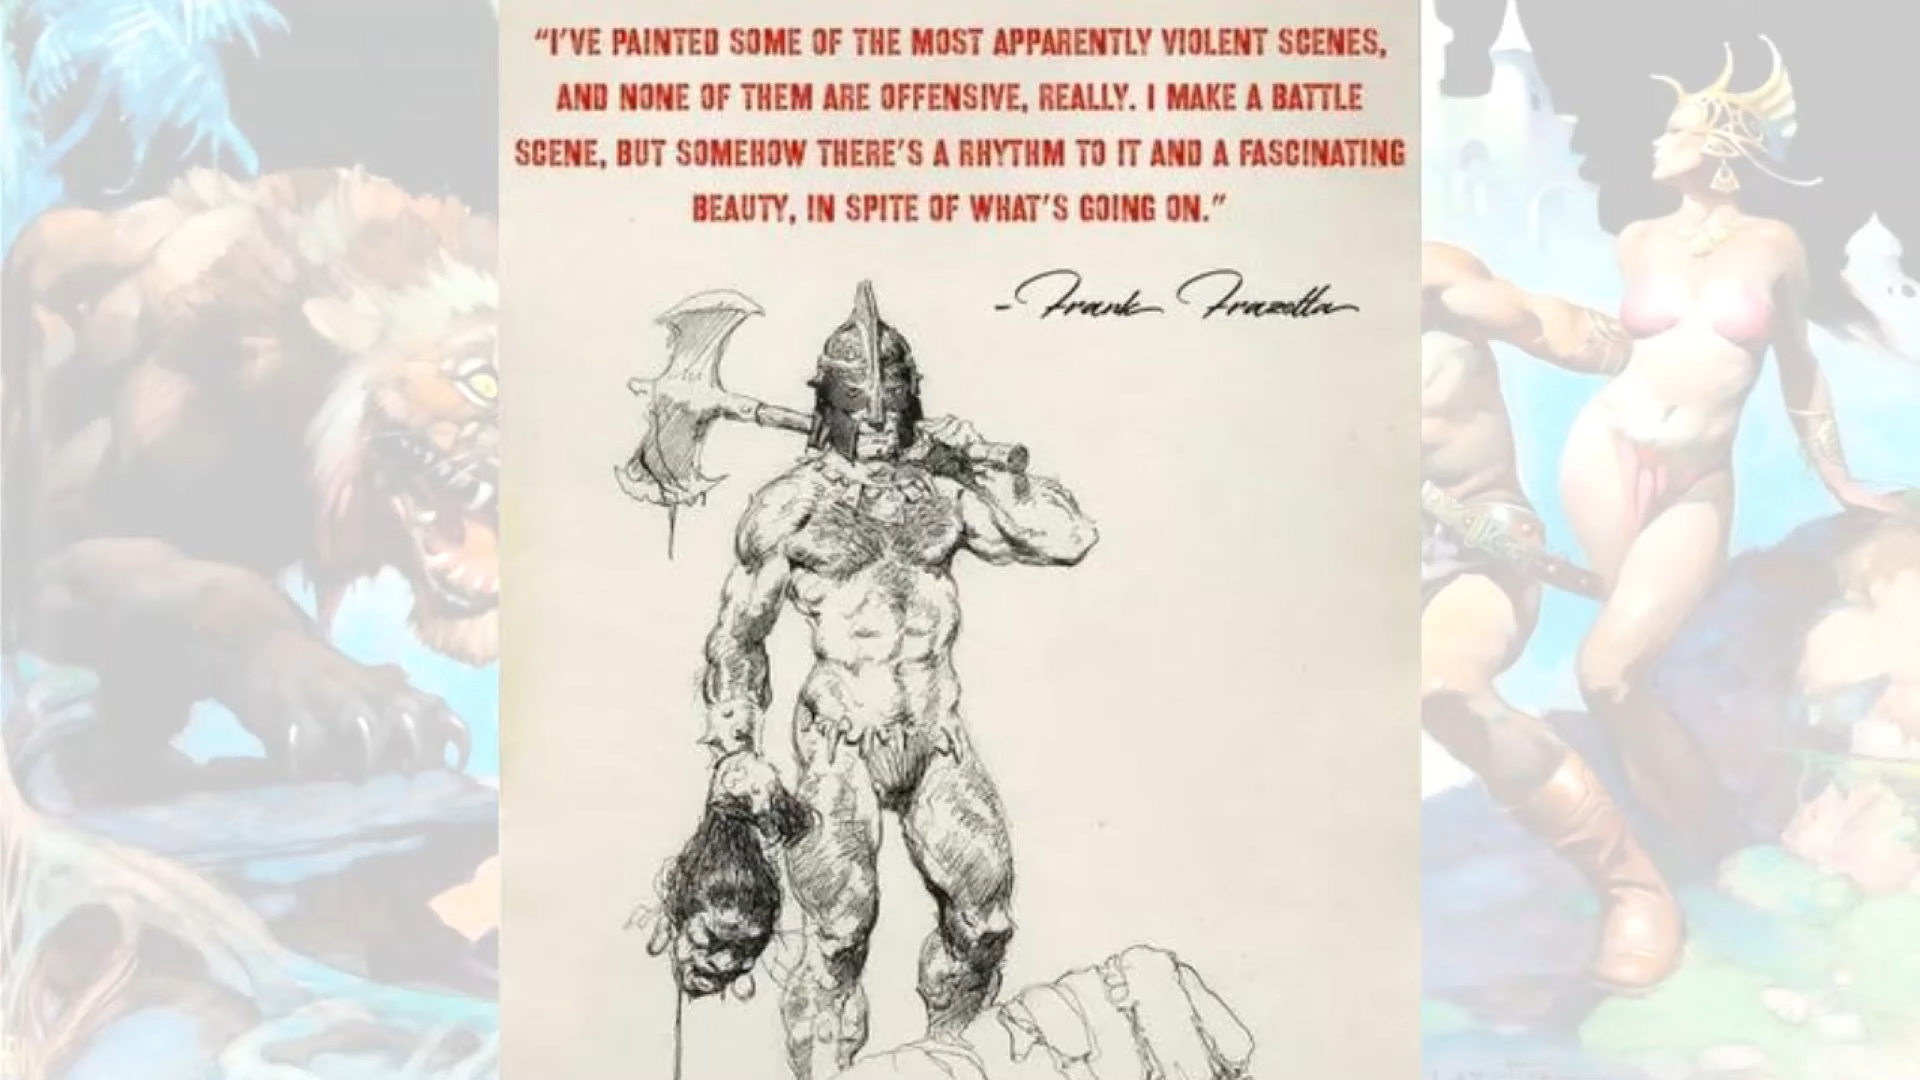 “I’VE PAINTED SOME OF THE MOST APPARENTLY VIOLENT SCENES,
AND NONE OF THEM ARE OFFENSIVE, REALLY. I MAKE A BATTLE
SCENE, BUT SOMEHOW THERE’S A RHYTHM TO IT AND A FASCINATING
BEAUTY, IN SPITE OF WHAT’S GOING ON.”
- Frank Frazetta